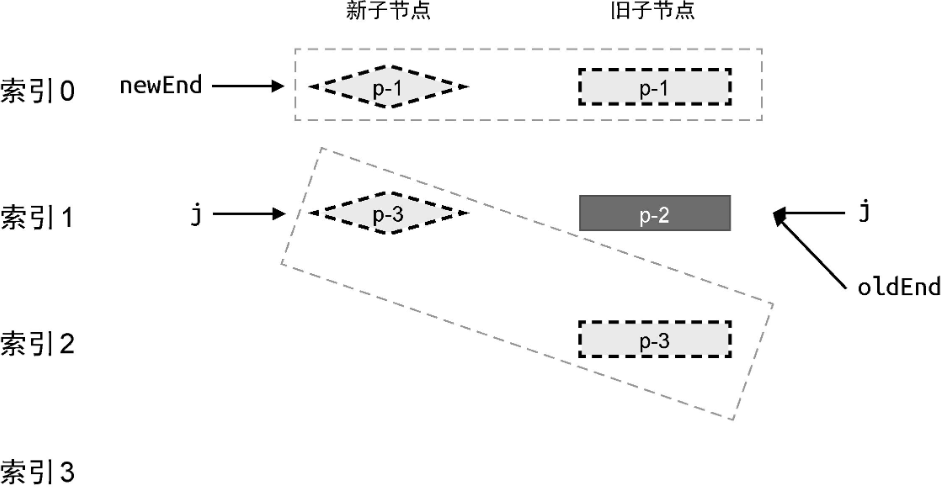 新子节点 旧子节点
索引0 newEnd p-1 p-1
索引1 j p-3 p-2 j
oldEnd
索引2 p-3
索引3